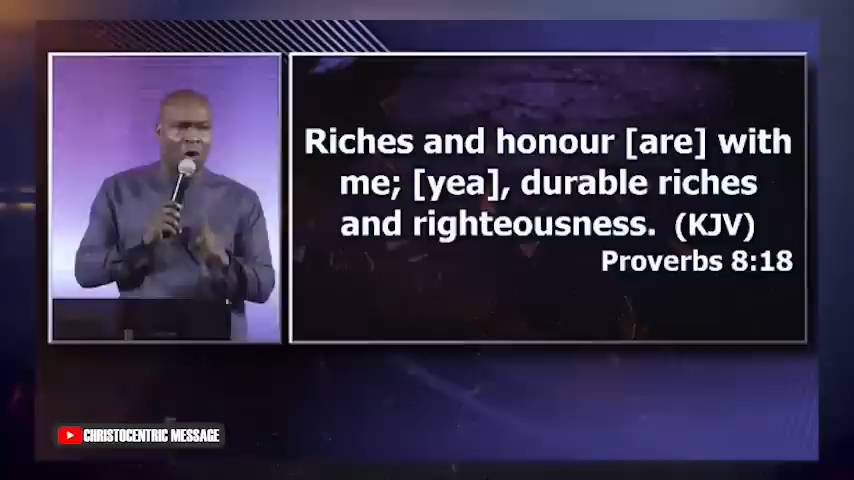 Riches and honour [are] with
me; [yea], durable riches
and righteousness. (KJV)
Proverbs 8:18
CHRISTOCENTRIC MESSAGE